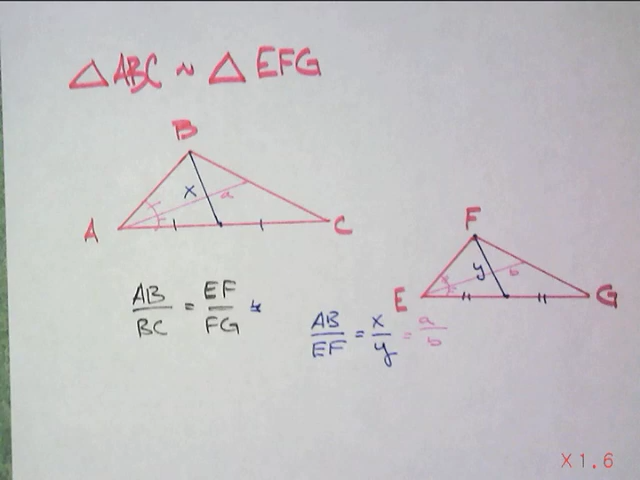 △ABC ~ △EFG
B
x a
A C
F
y b
E G
AB/BC = EF/FG
AB/EF = x/y = a/b
X1.6